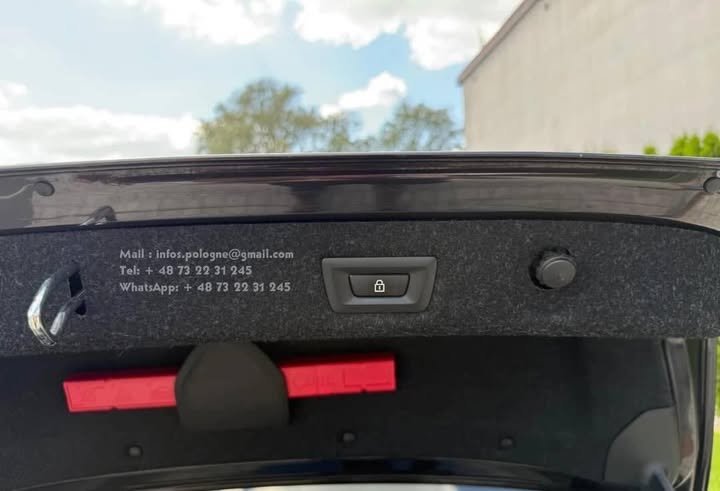 Mail : infos.pologne@gmail.com
Tel: + 48 73 22 31 245
WhatsApp: + 48 73 22 31 245